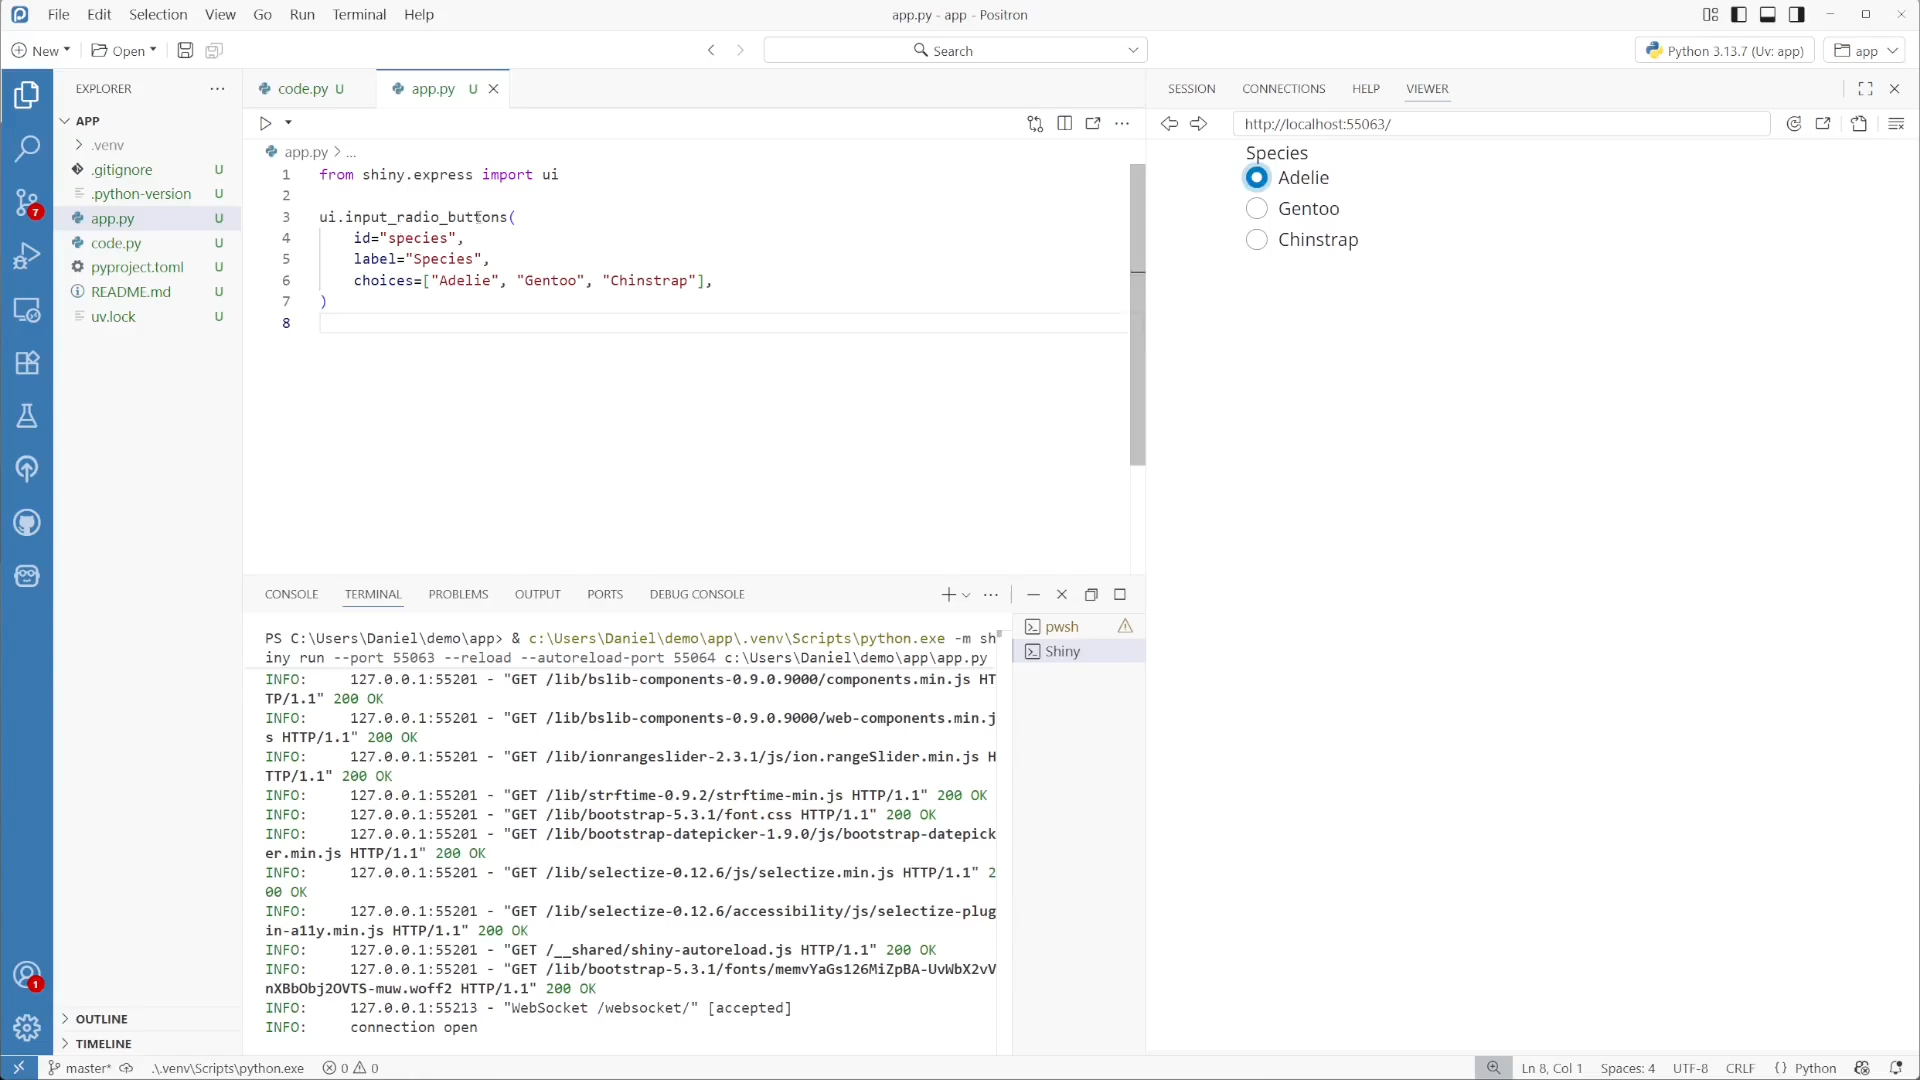 File Edit Selection View Go Run Terminal Help
app.py - app - Positron
New Open
Search
Python 3.13.7 (Uv: app)
app
EXPLORER
code.py U
app.py U
SESSION CONNECTIONS HELP VIEWER
http://localhost:55063/
APP
.venv
.gitignore U
.python-version U
app.py U
code.py U
pyproject.toml U
README.md U
uv.lock U
OUTLINE
TIMELINE
app.py > ...
1 from shiny.express import ui
2
3 ui.input_radio_buttons(
4 id="species",
5 label="Species",
6 choices=["Adelie", "Gentoo", "Chinstrap"],
7 )
8
Species
Adelie
Gentoo
Chinstrap
CONSOLE TERMINAL PROBLEMS OUTPUT PORTS DEBUG CONSOLE
PS C:\Users\Daniel\demo\app> & c:\Users\Daniel\demo\app\.venv\Scripts\python.exe -m sh
iny run --port 55063 --reload --autoreload-port 55064 c:\Users\Daniel\demo\app\app.py
INFO: 127.0.0.1:55201 - "GET /lib/bslib-components-0.9.0.9000/components.min.js HT
TP/1.1" 200 OK
INFO: 127.0.0.1:55201 - "GET /lib/bslib-components-0.9.0.9000/web-components.min.j
s HTTP/1.1" 200 OK
INFO: 127.0.0.1:55201 - "GET /lib/ionrangeslider-2.3.1/js/ion.rangeSlider.min.js H
TTP/1.1" 200 OK
INFO: 127.0.0.1:55201 - "GET /lib/strftime-0.9.2/strftime-min.js HTTP/1.1" 200 OK
INFO: 127.0.0.1:55201 - "GET /lib/bootstrap-5.3.1/font.css HTTP/1.1" 200 OK
INFO: 127.0.0.1:55201 - "GET /lib/bootstrap-datepicker-1.9.0/js/bootstrap-datepick
er.min.js HTTP/1.1" 200 OK
INFO: 127.0.0.1:55201 - "GET /lib/selectize-0.12.6/js/selectize.min.js HTTP/1.1" 2
00 OK
INFO: 127.0.0.1:55201 - "GET /lib/selectize-0.12.6/accessibility/js/selectize-plug
in-a11y.min.js HTTP/1.1" 200 OK
INFO: 127.0.0.1:55201 - "GET /__shared/shiny-autoreload.js HTTP/1.1" 200 OK
INFO: 127.0.0.1:55201 - "GET /lib/bootstrap-5.3.1/fonts/memvYaGs126MiZpBA-UvWbX2vV
nXBbObj2OVTS-muw.woff2 HTTP/1.1" 200 OK
INFO: 127.0.0.1:55213 - "WebSocket /websocket/" [accepted]
INFO: connection open
pwsh
Shiny
7
1
master* .\.venv\Scripts\python.exe 0 0
Ln 8, Col 1 Spaces: 4 UTF-8 CRLF {} Python